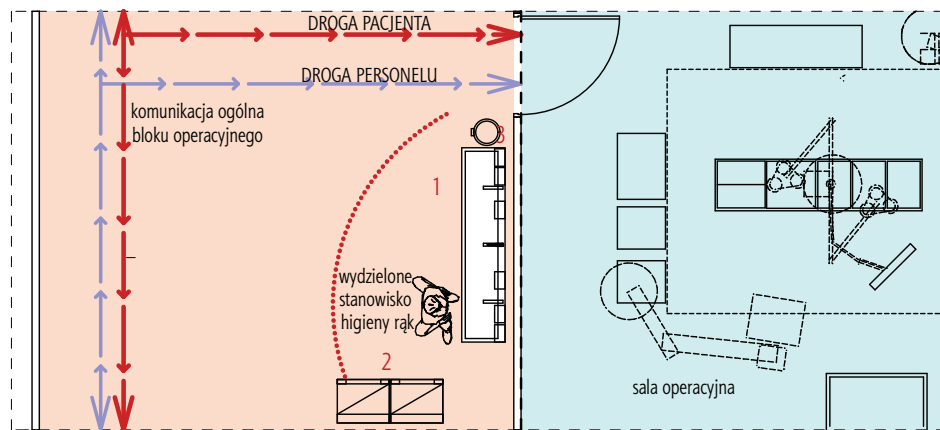 DROGA PACJENTA
DROGA PERSONELU
komunikacja ogólna
bloku operacyjnego
3
1
wydzielone
stanowisko
higieny rąk
2
sala operacyjna